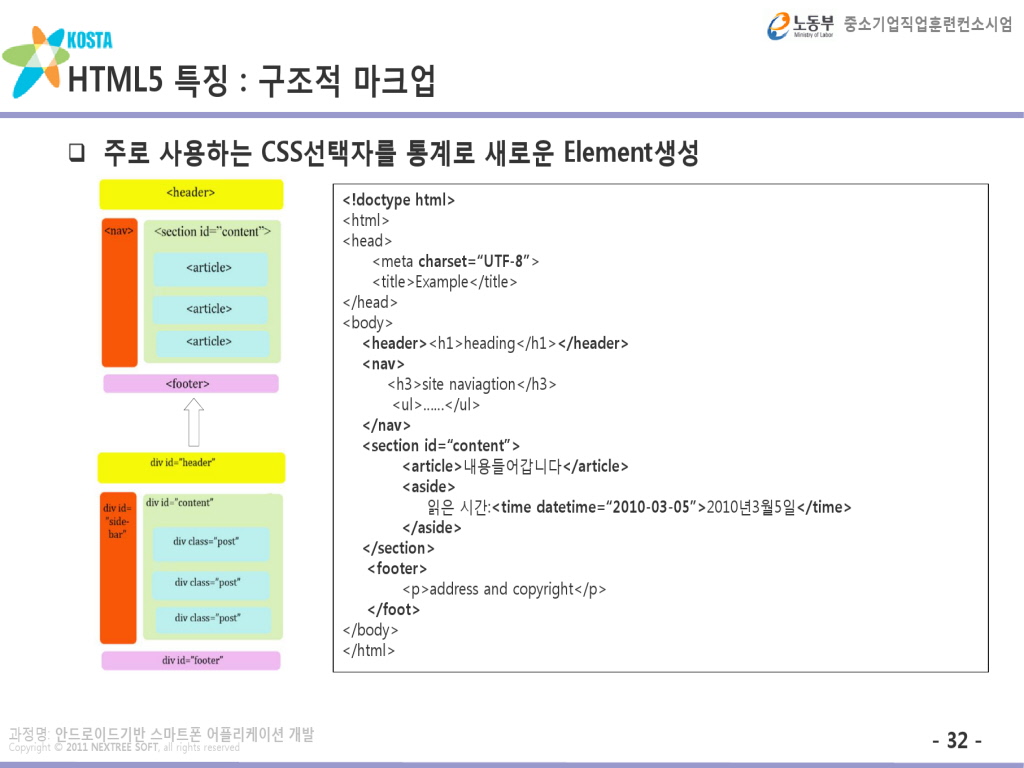 노동부
Ministry of Labor
중소기업직업훈련컨소시엄
KOSTA
HTML5 특징 : 구조적 마크업
❑ 주로 사용하는 CSS선택자를 통계로 새로운 Element생성
<header>
<nav>
<section id="content">
<article>
<article>
<article>
<footer>
div id="header"
div id=
"side-
bar"
div id="content"
div class="post"
div class="post"
div class="post"
div id="footer"
<!doctype html>
<html>
<head>
<meta charset=“UTF-8”>
<title>Example</title>
</head>
<body>
<header><h1>heading</h1></header>
<nav>
<h3>site naviagtion</h3>
<ul>......</ul>
</nav>
<section id=“content”>
<article>내용들어갑니다</article>
<aside>
읽은 시간:<time datetime=“2010-03-05”>2010년3월5일</time>
</aside>
</section>
<footer>
<p>address and copyright</p>
</foot>
</body>
</html>
과정명: 안드로이드기반 스마트폰 어플리케이션 개발
Copyright © 2011 NEXTREE SOFT, all rights reserved
- 32 -